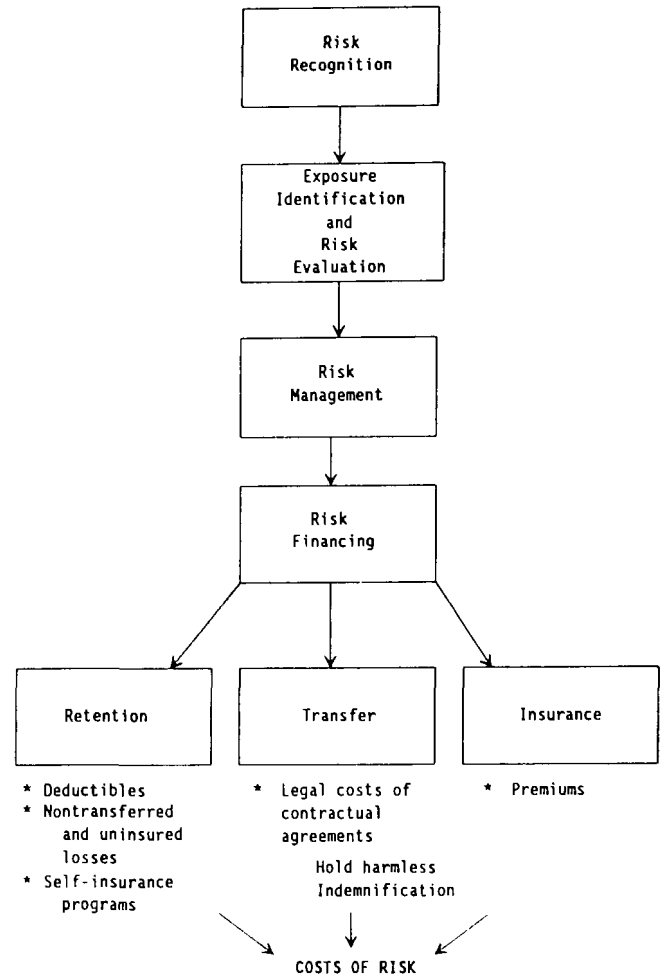 Risk
Recognition
Exposure
Identification
and
Risk
Evaluation
Risk
Management
Risk
Financing
Retention
Transfer
Insurance
* Deductibles
* Nontransferred
and uninsured
losses
* Self-insurance
programs
* Legal costs of
contractual
agreements
Hold harmless
Indemnification
* Premiums
COSTS OF RISK